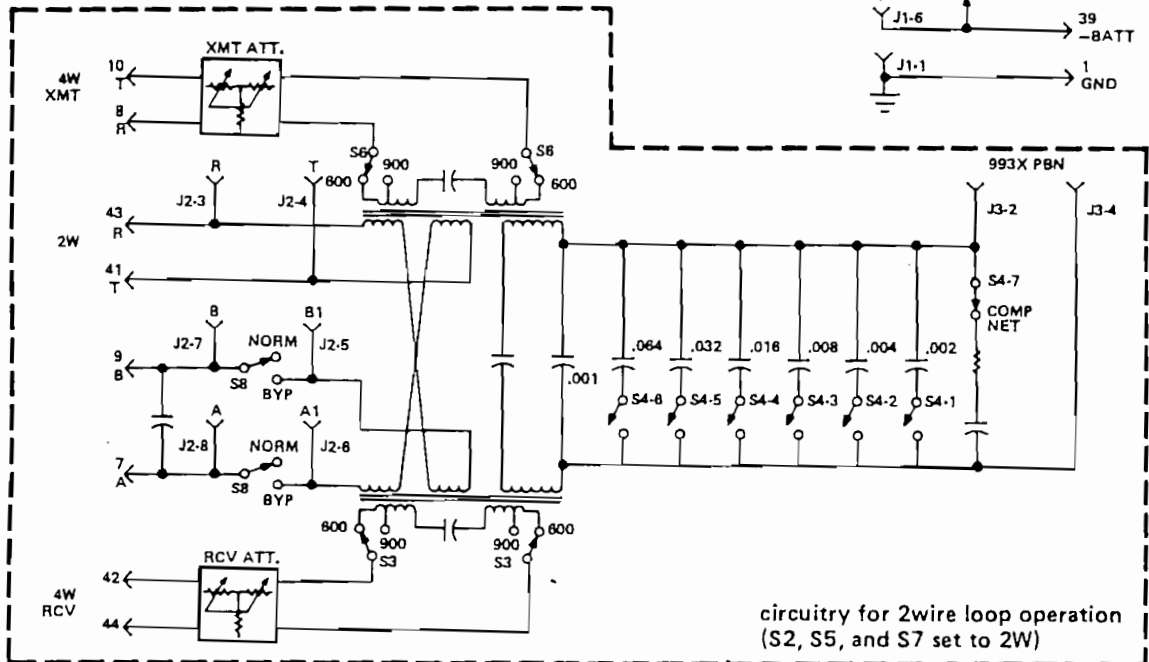 J1-6
39
-BATT
J1-1
1
GND
XMT ATT.
10
T
4W
XMT
8
R
S6
S6
600
900
900
600
R
T
J2-3
J2-4
43
R
2W
41
T
993X PBN
J3-2
J3-4
S4-7
COMP
NET
B
B1
J2-7
NORM
J2-5
9
B
S8
BYP
A
A1
J2-8
NORM
J2-6
7
A
S8
BYP
.001
.064
.032
.016
.008
.004
.002
S4-6
S4-5
S4-4
S4-3
S4-2
S4-1
600
900
900
600
S3
S3
RCV ATT.
42
4W
RCV
44
circuitry for 2wire loop operation
(S2, S5, and S7 set to 2W)